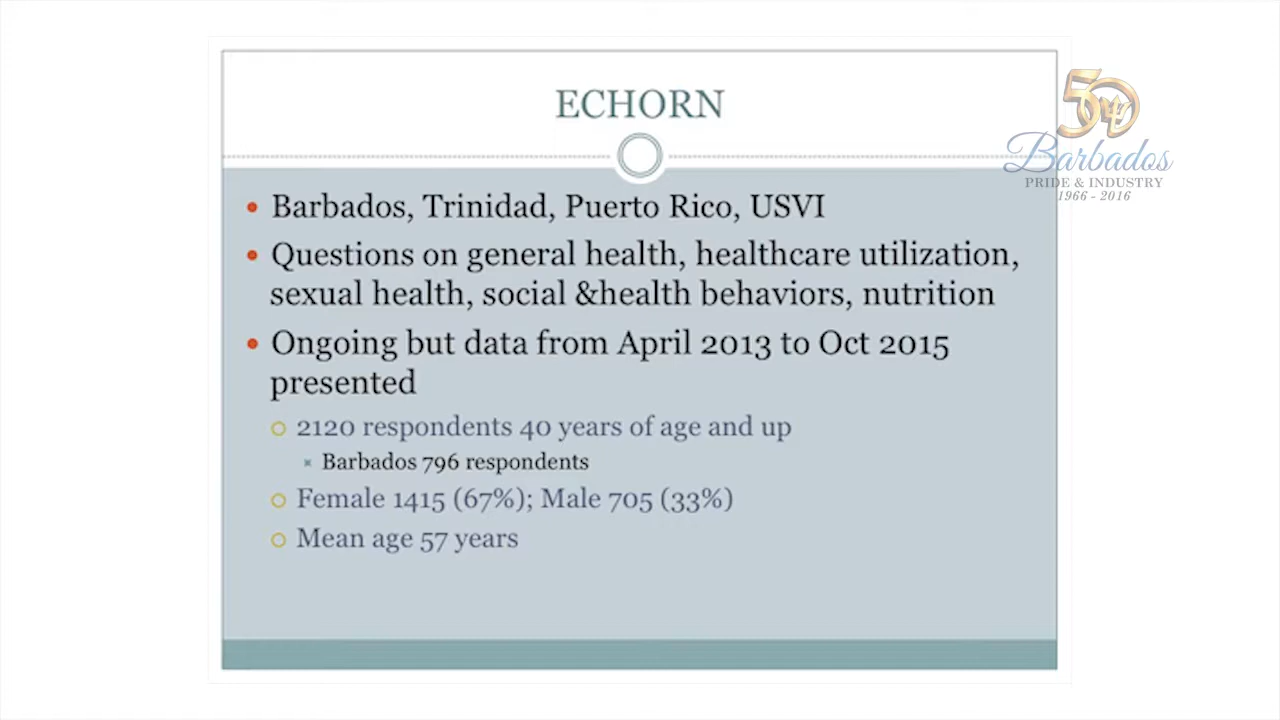 ECHORN
50
Barbados
PRIDE & INDUSTRY
1966 - 2016
Barbados, Trinidad, Puerto Rico, USVI
Questions on general health, healthcare utilization,
sexual health, social &health behaviors, nutrition
Ongoing but data from April 2013 to Oct 2015
presented
2120 respondents 40 years of age and up
Barbados 796 respondents
Female 1415 (67%); Male 705 (33%)
Mean age 57 years